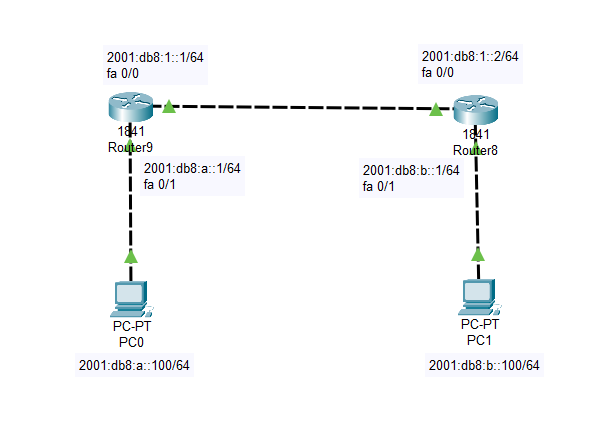 2001:db8:1::1/64
fa 0/0
2001:db8:1::2/64
fa 0/0
1841
Router9
1841
Router8
2001:db8:a::1/64
fa 0/1
2001:db8:b::1/64
fa 0/1
PC-PT
PC0
PC-PT
PC1
2001:db8:a::100/64
2001:db8:b::100/64